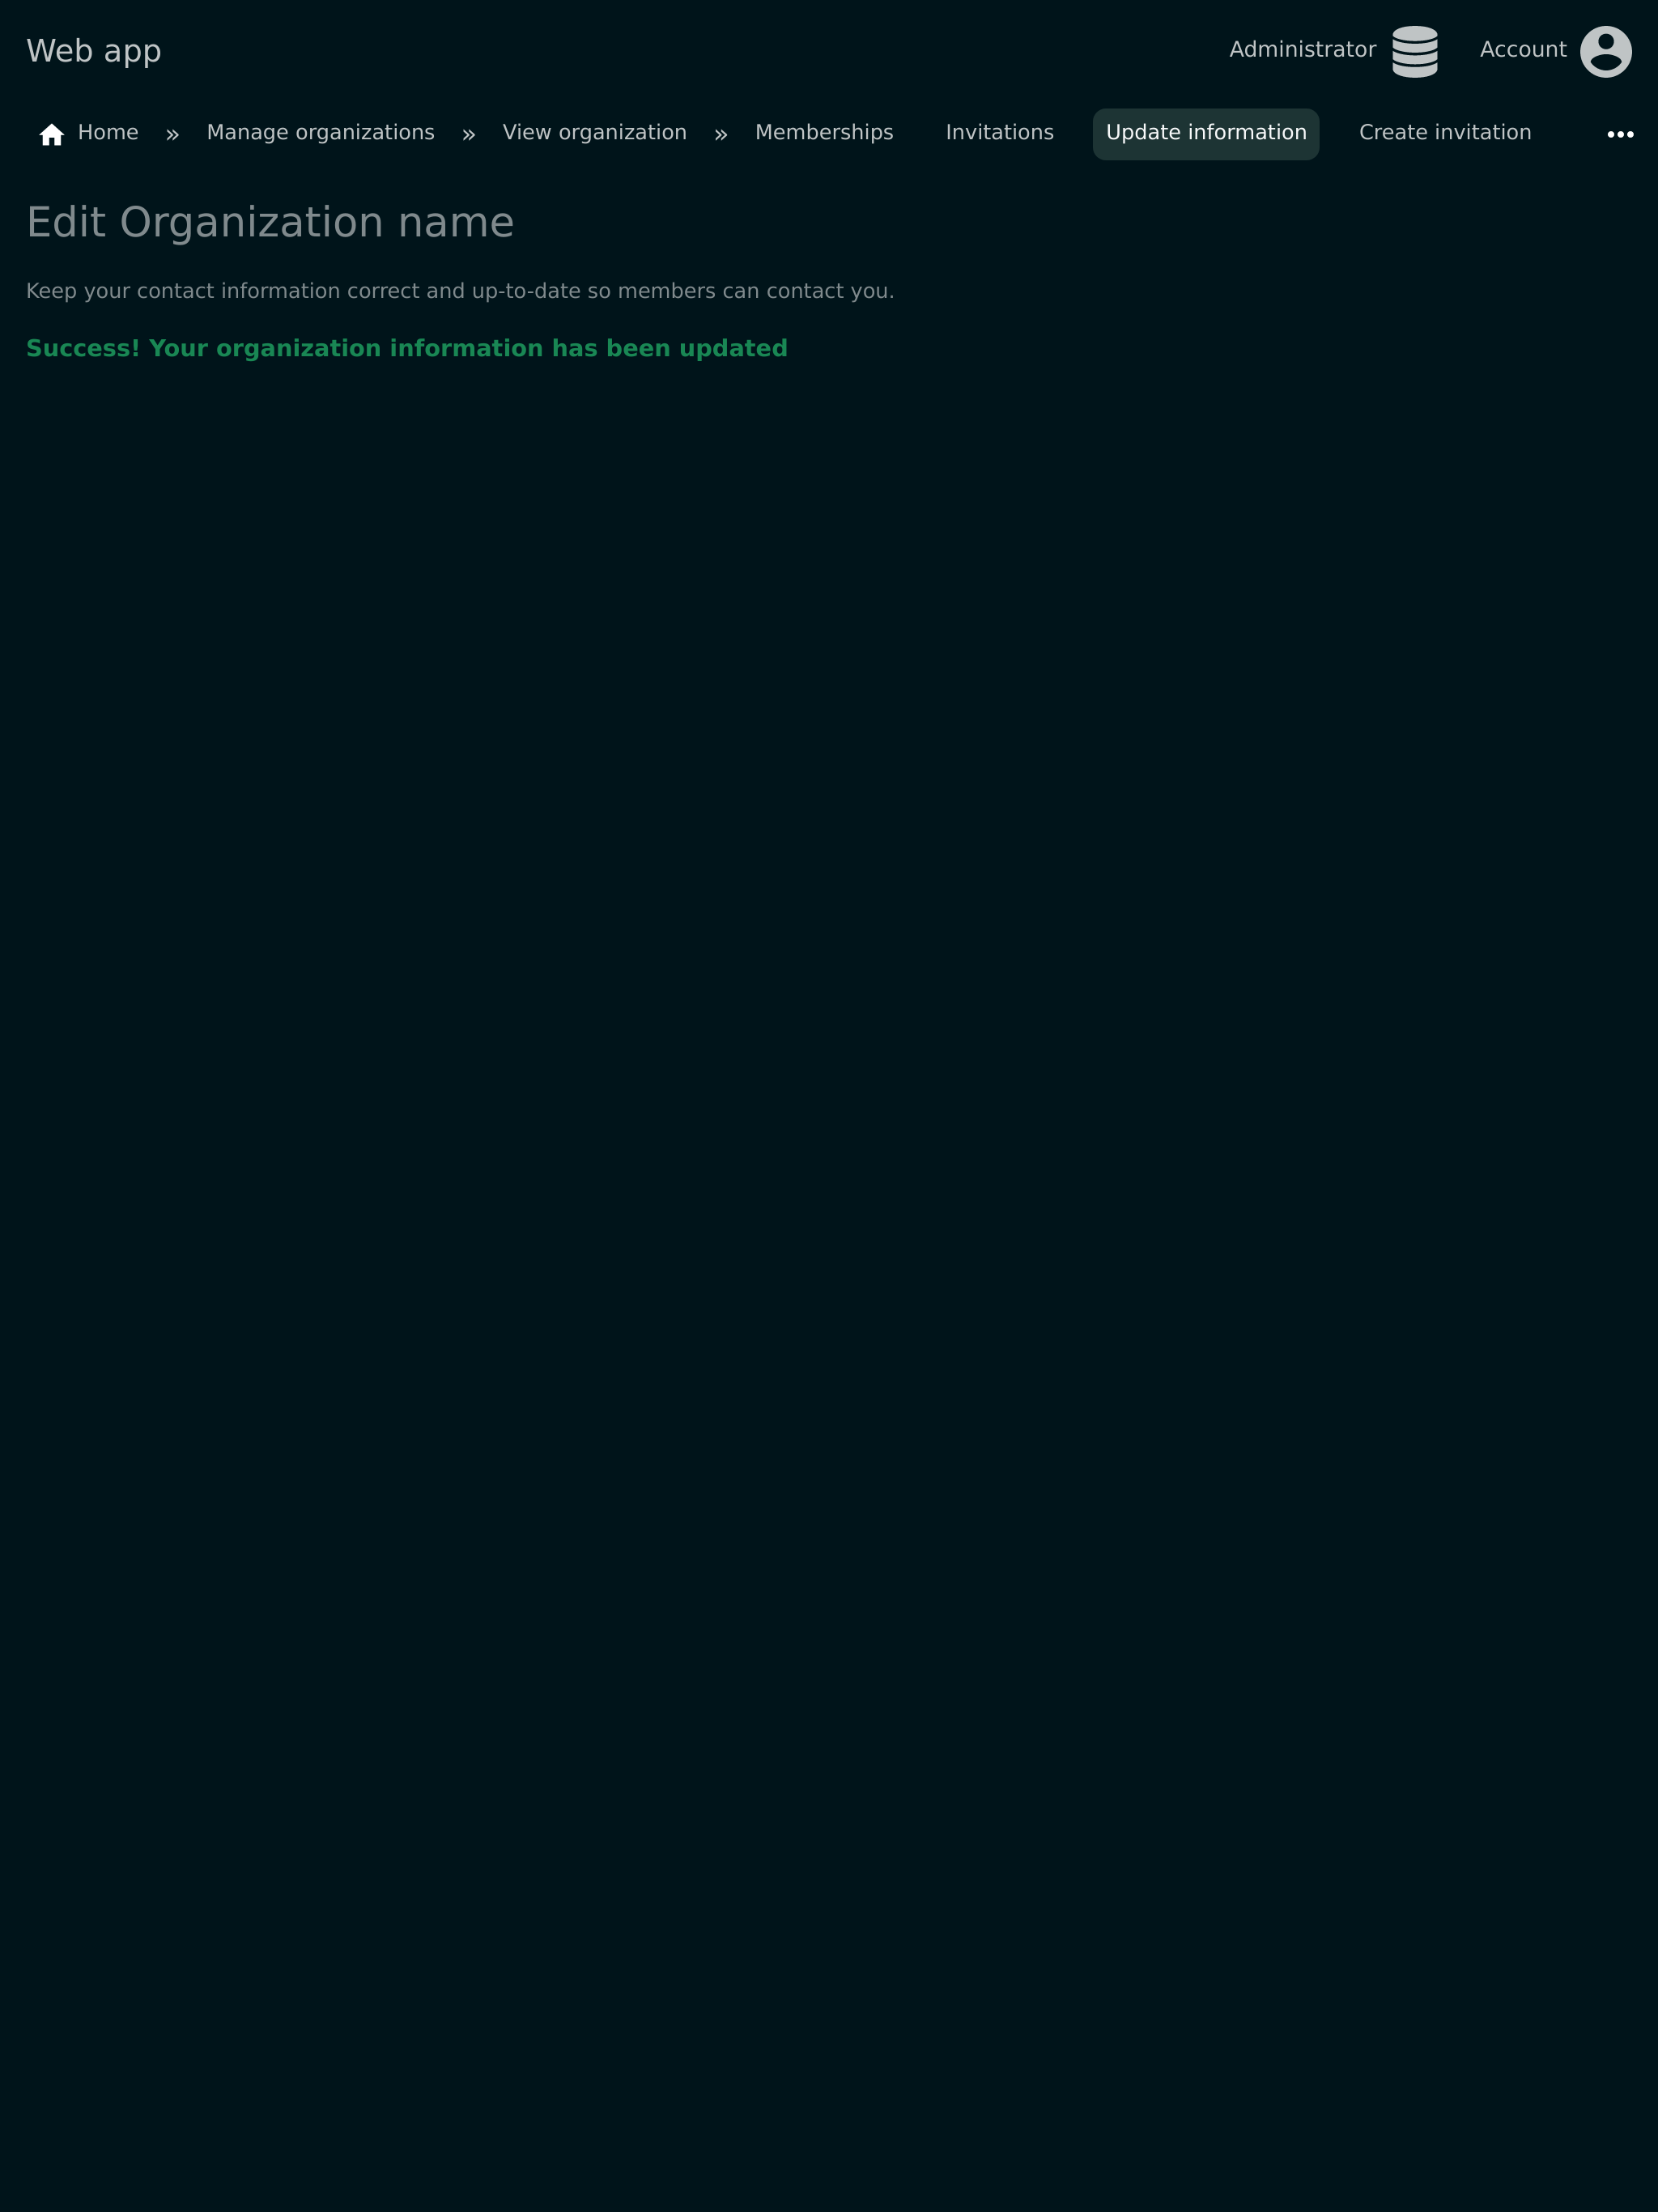 Web app
Administrator
Account
Home » Manage organizations » View organization » Memberships Invitations Update information Create invitation
Edit Organization name
Keep your contact information correct and up-to-date so members can contact you.
Success! Your organization information has been updated